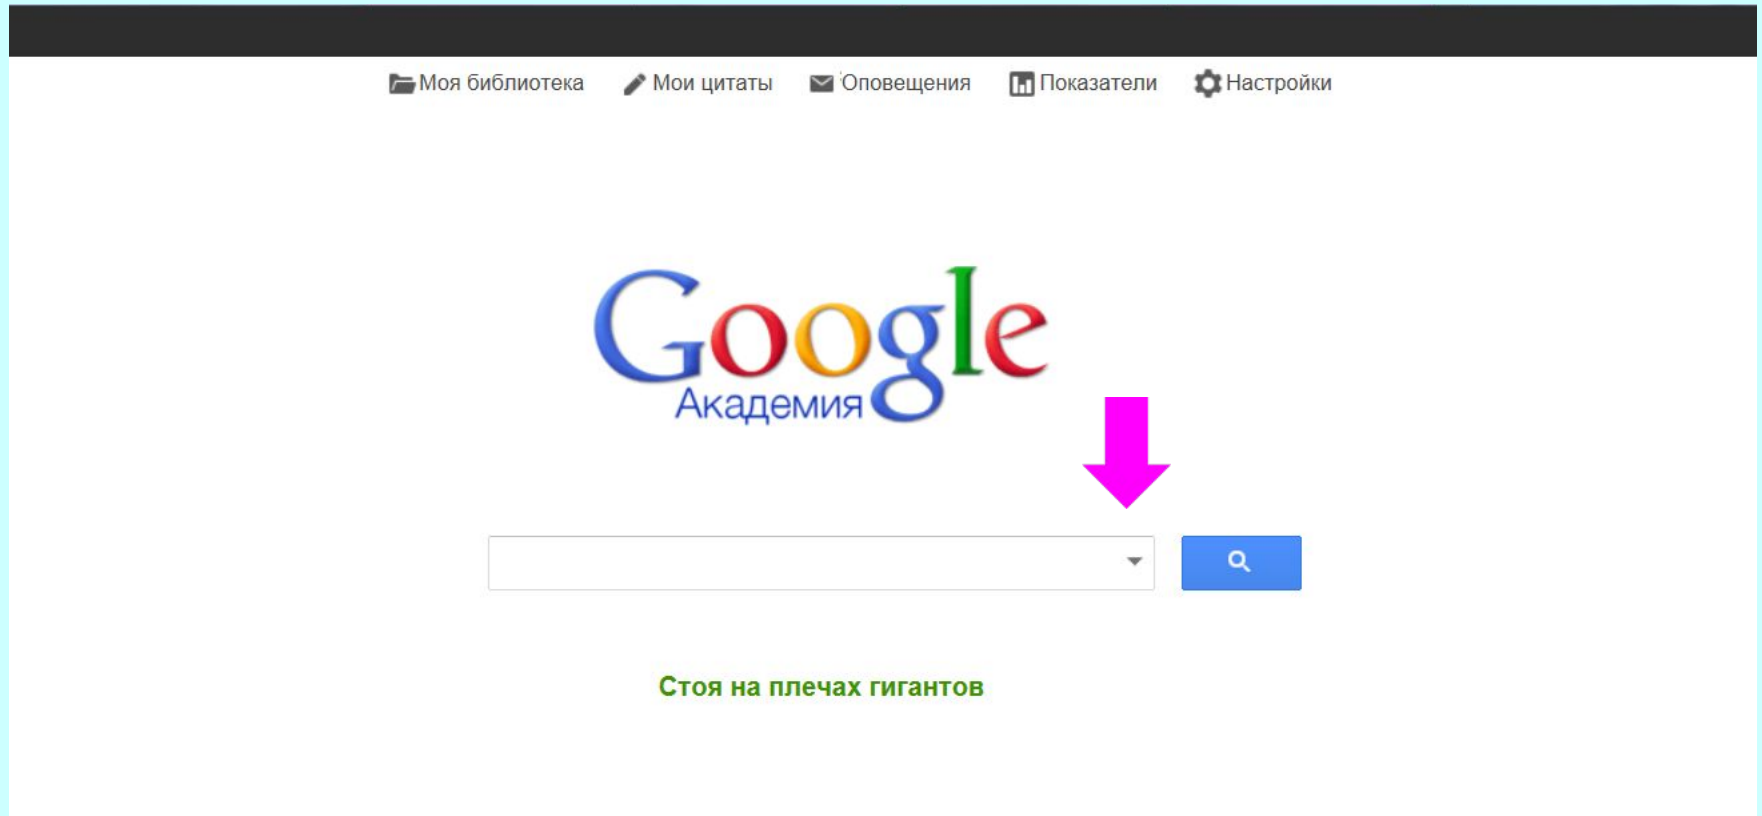 Моя библиотека Мои цитаты Оповещения Показатели Настройки
Google
Академия
Стоя на плечах гигантов